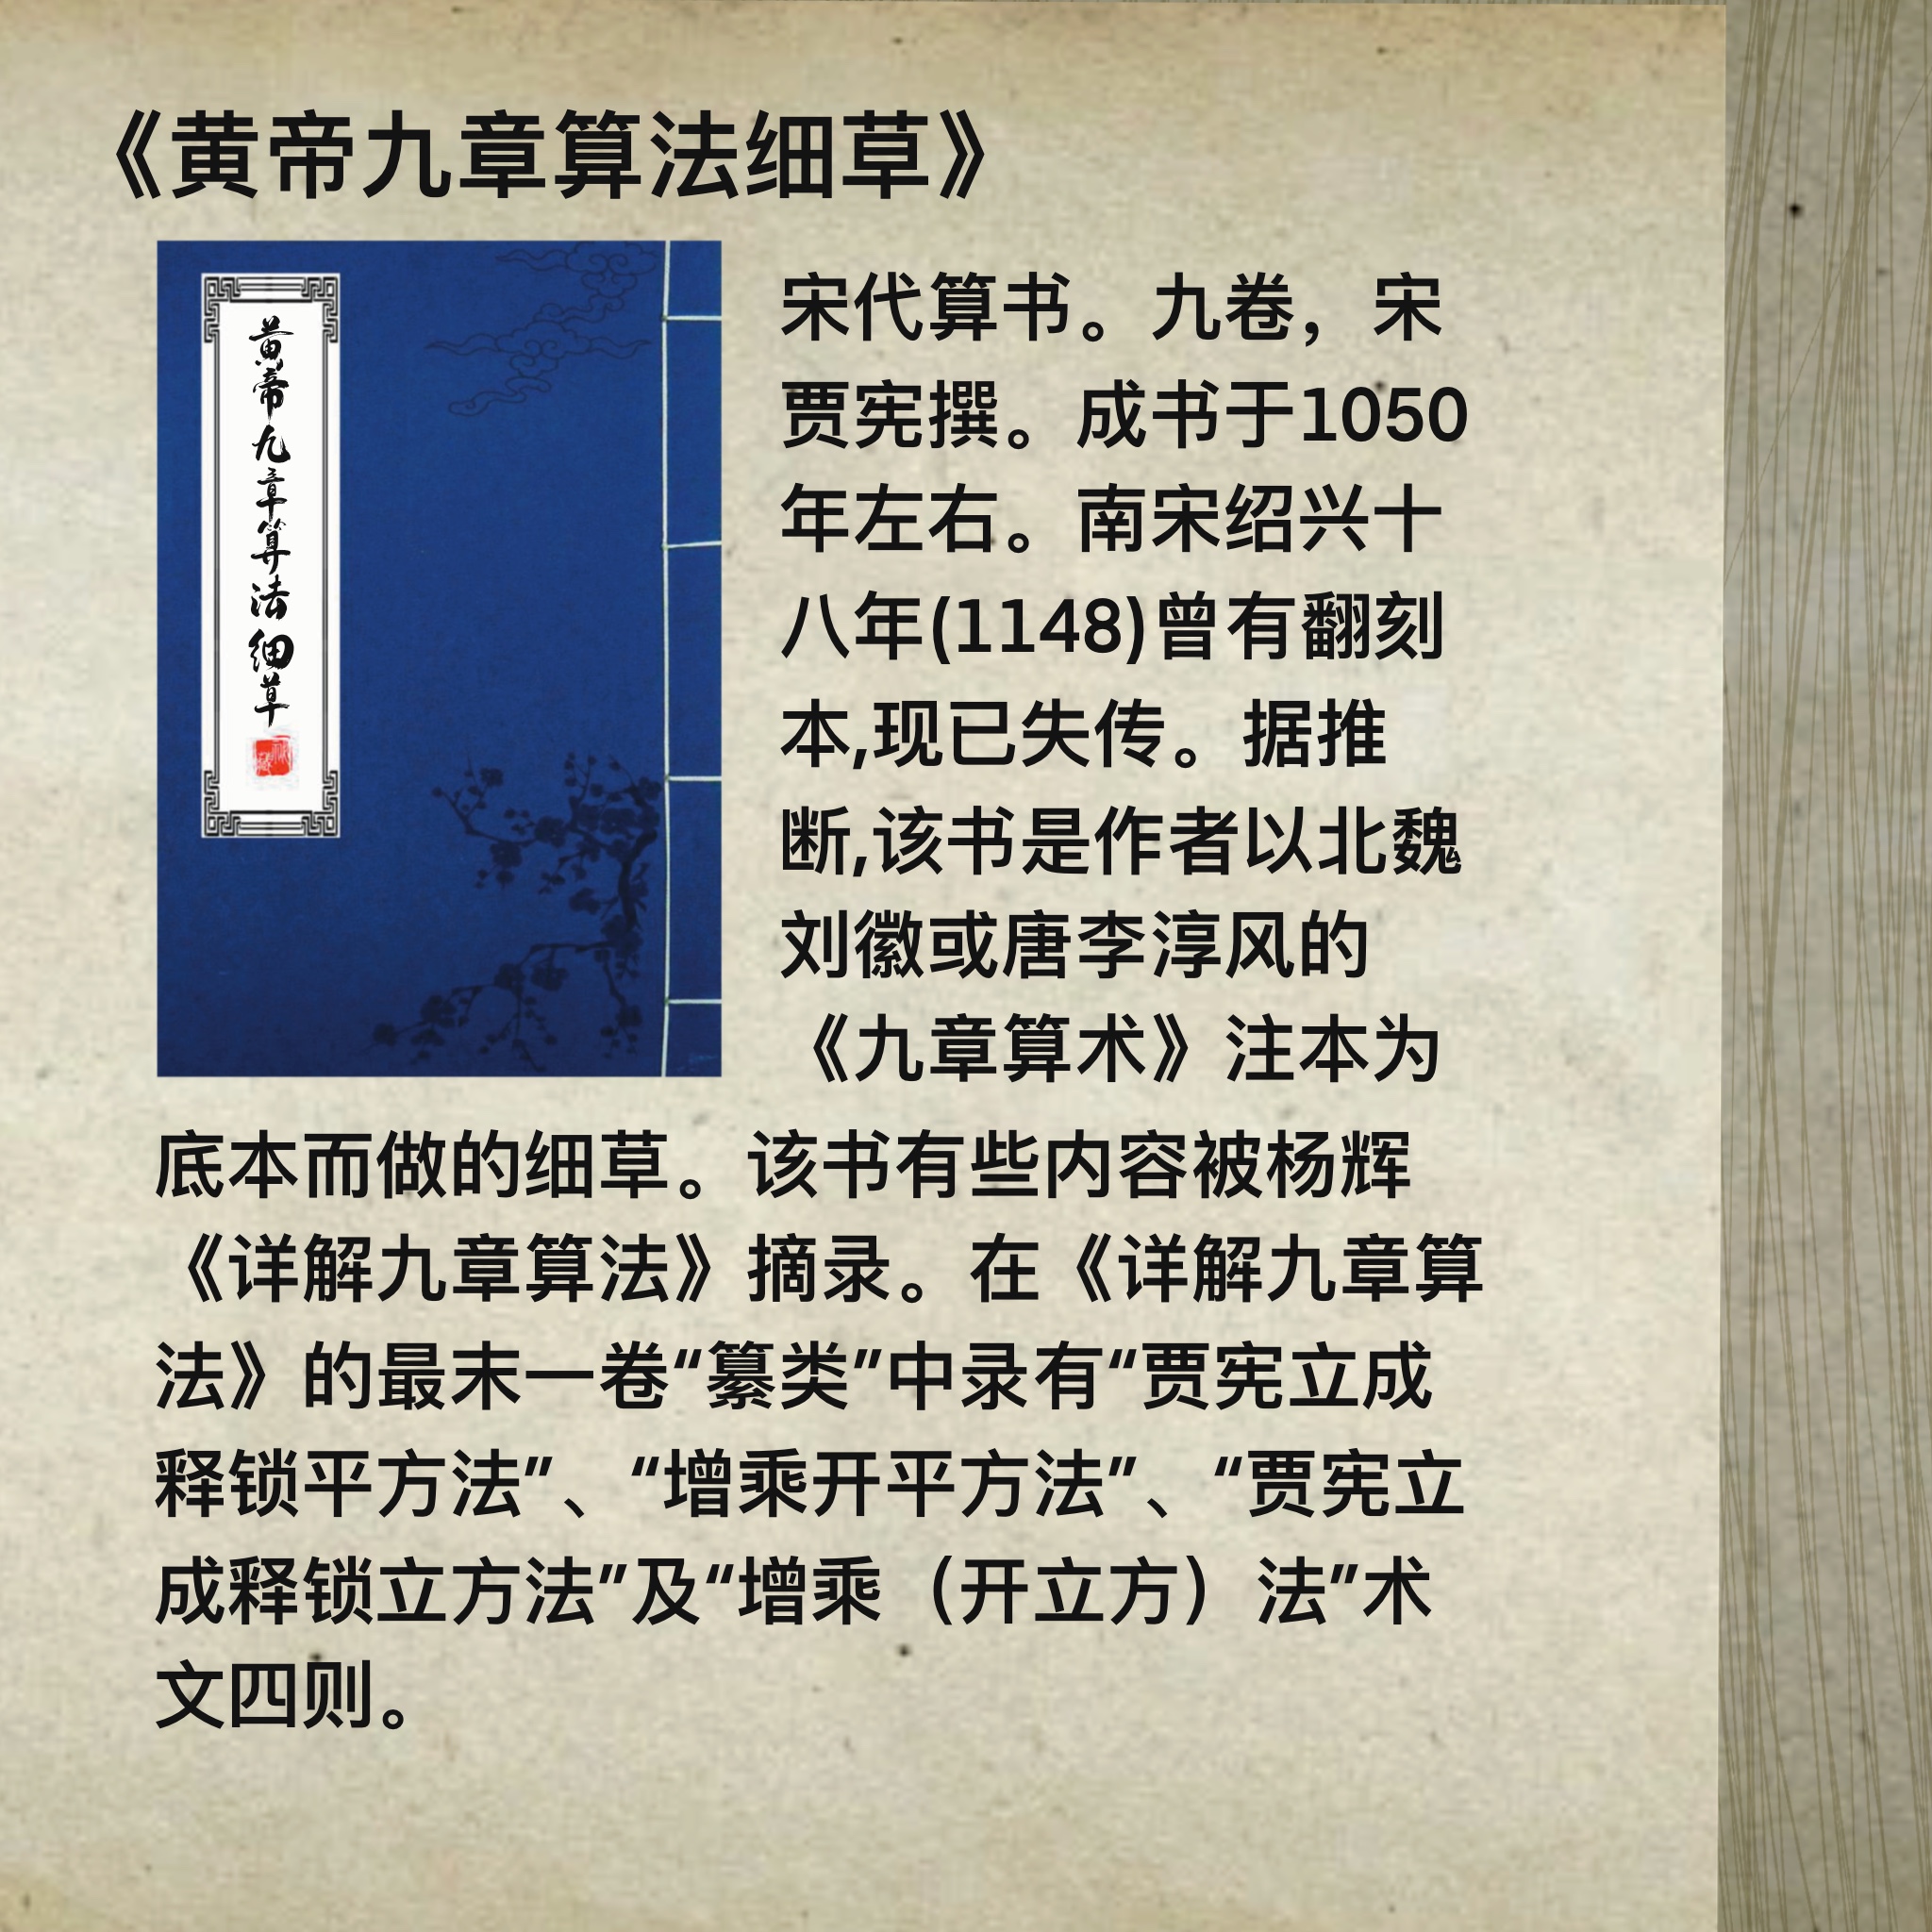 《黄帝九章算法细草》
黄帝九章算法细草
宋代算书。九卷，宋
贾宪撰。成书于1050
年左右。南宋绍兴十
八年(1148)曾有翻刻
本,现已失传。据推
断,该书是作者以北魏
刘徽或唐李淳风的
《九章算术》注本为
底本而做的细草。该书有些内容被杨辉
《详解九章算法》摘录。在《详解九章算
法》的最末一卷“纂类”中录有“贾宪立成
释锁平方法”、“增乘开平方法”、“贾宪立
成释锁立方法”及“增乘（开立方）法”术
文四则。